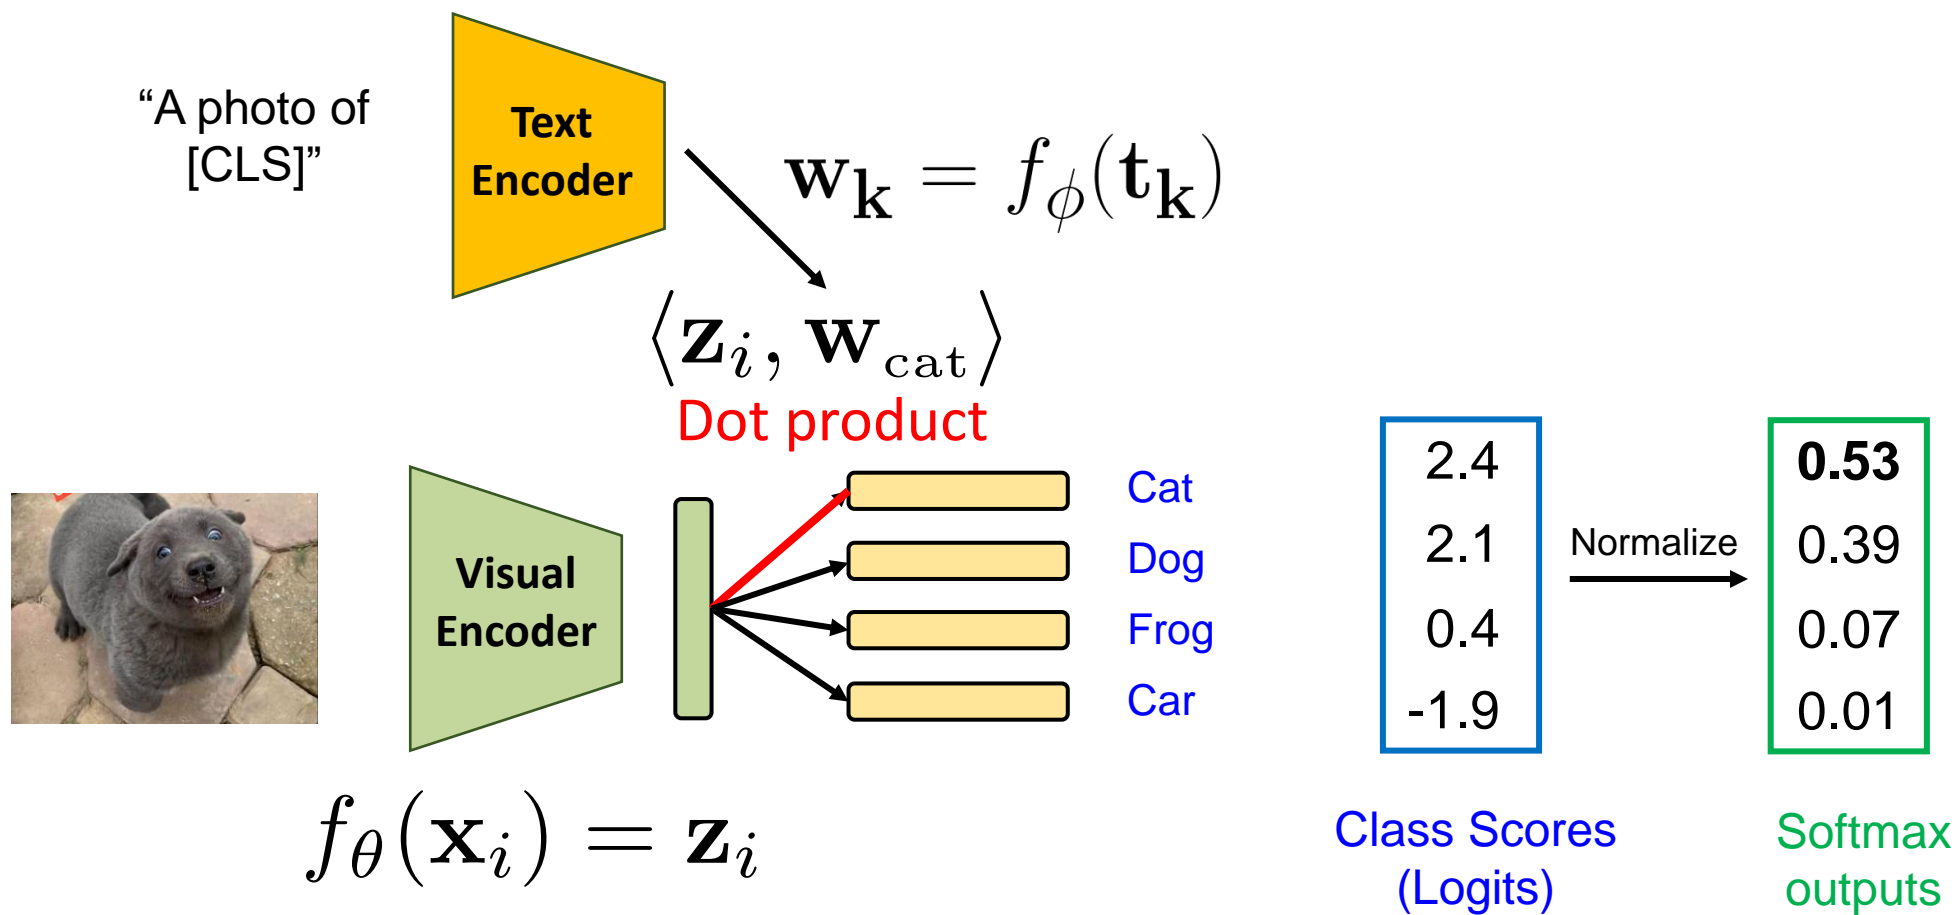 “A photo of
[CLS]”
Text
Encoder
𝐰𝐤 = f_ϕ(𝐭𝐤)
⟨𝐳_i, 𝐰_cat⟩
Dot product
Visual
Encoder
Cat
Dog
Frog
Car
2.4
2.1
0.4
-1.9
Normalize
0.53
0.39
0.07
0.01
f_θ(𝐱_i) = 𝐳_i
Class Scores
(Logits)
Softmax
outputs